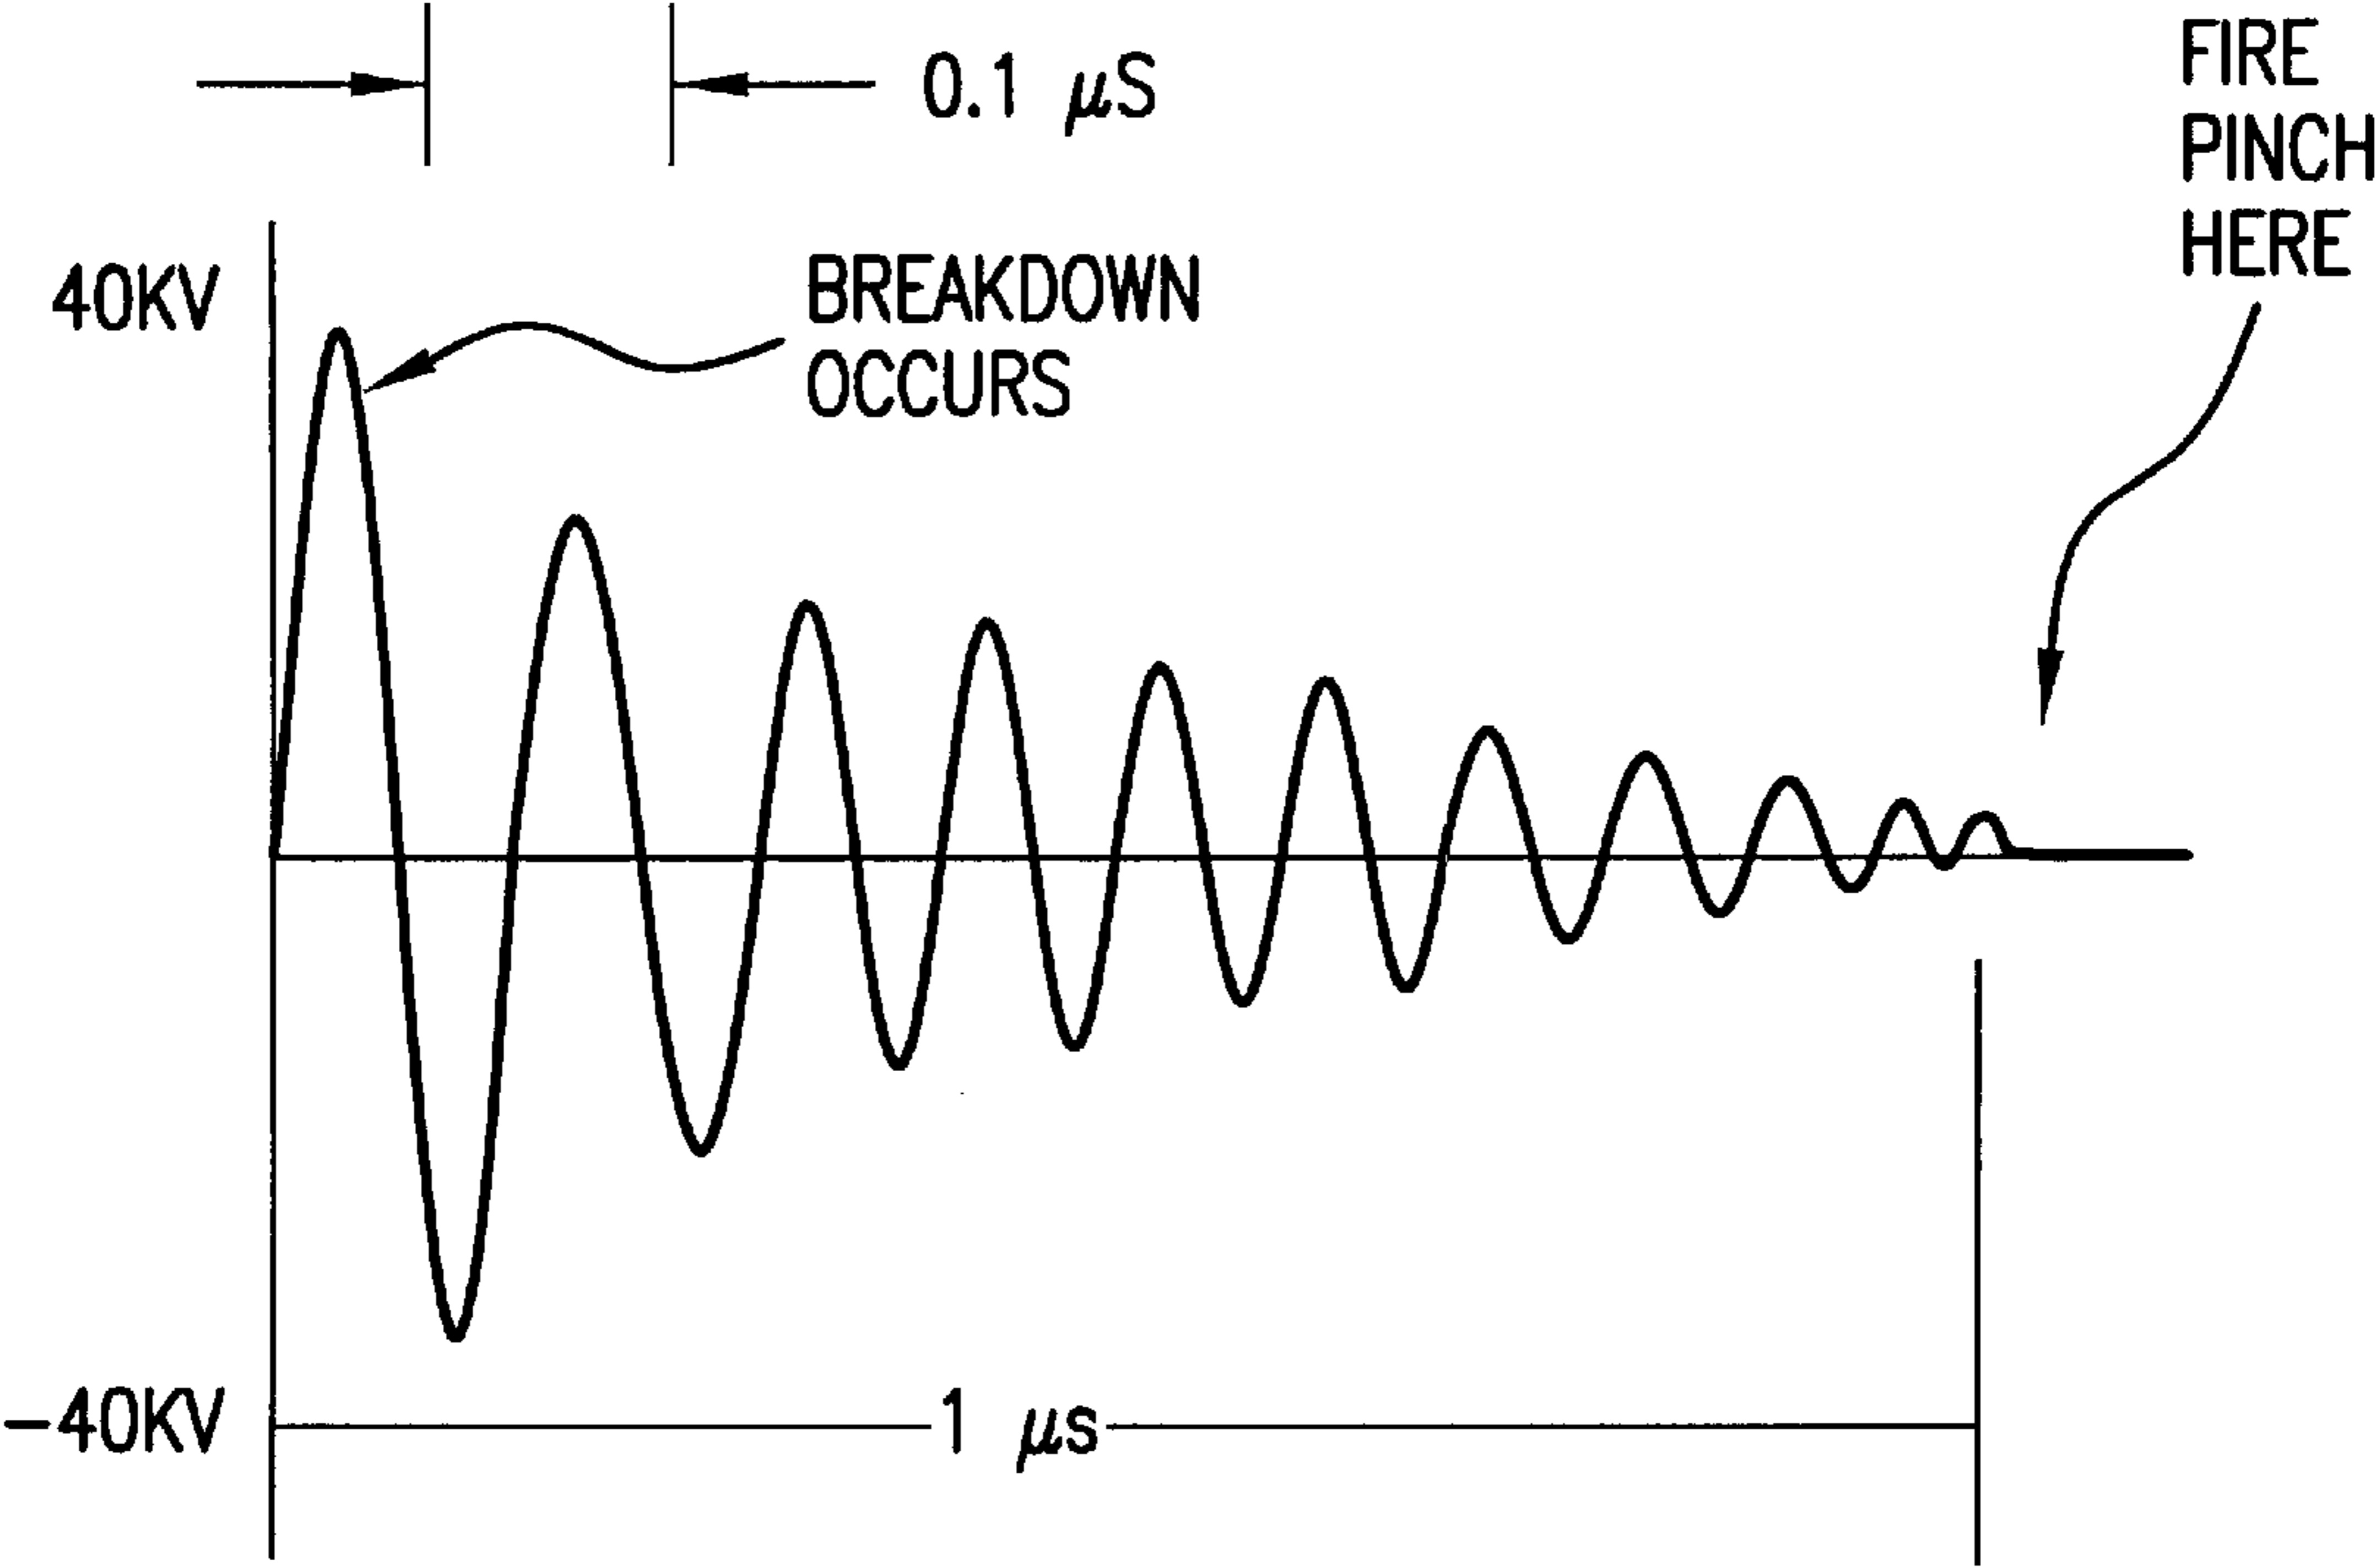 0.1 μS
FIRE
PINCH
HERE
40KV
BREAKDOWN
OCCURS
-40KV
1 μs